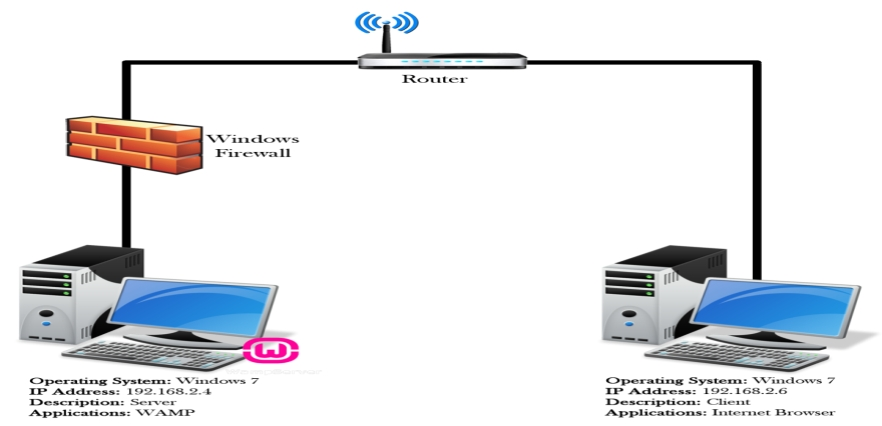 Router
Windows
Firewall
Operating System: Windows 7
IP Address: 192.168.2.4
Description: Server
Applications: WAMP
Operating System: Windows 7
IP Address: 192.168.2.6
Description: Client
Applications: Internet Browser